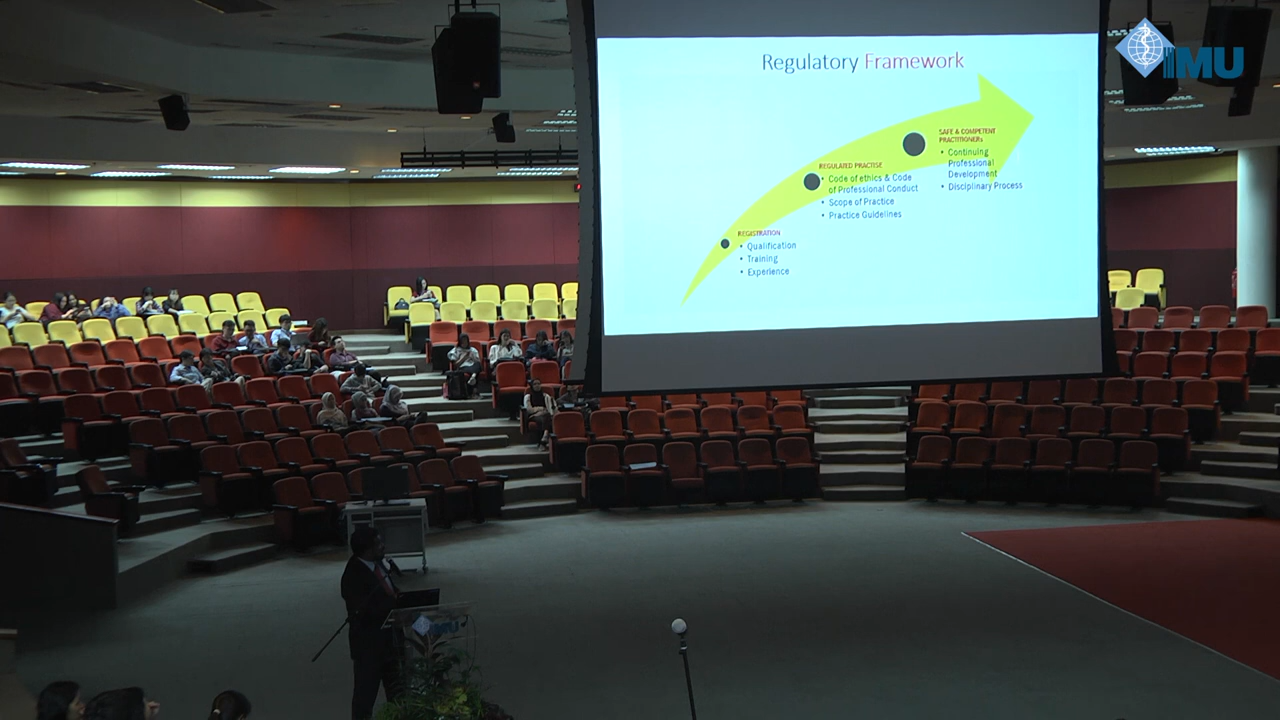 IMU
Regulatory Framework
SAFE & COMPETENT
PRACTITIONERs
• Continuing
Professional
Development
• Disciplinary Process
REGULATED PRACTISE
• Code of ethics & Code
of Professional Conduct
• Scope of Practice
• Practice Guidelines
REGISTRATION
• Qualification
• Training
• Experience
IMU